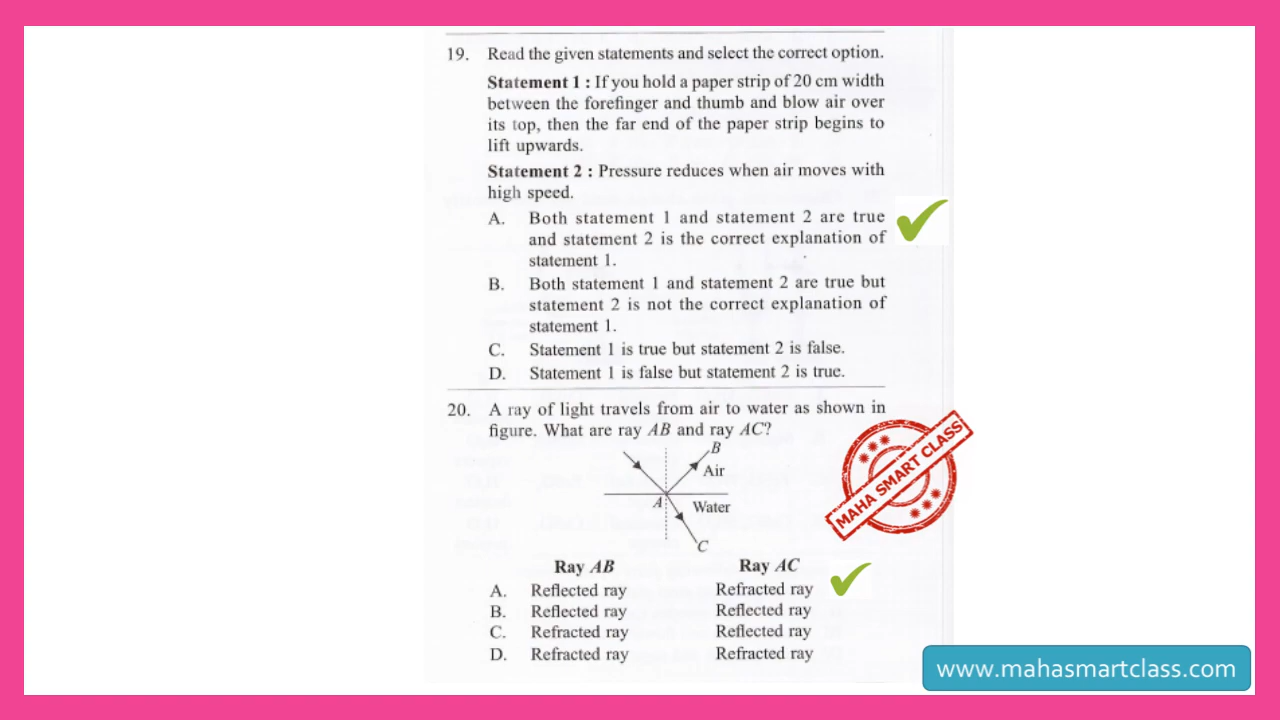 19. Read the given statements and select the correct option.
Statement 1 : If you hold a paper strip of 20 cm width
between the forefinger and thumb and blow air over
its top, then the far end of the paper strip begins to
lift upwards.
Statement 2 : Pressure reduces when air moves with
high speed.
A. Both statement 1 and statement 2 are true
and statement 2 is the correct explanation of
statement 1.
B. Both statement 1 and statement 2 are true but
statement 2 is not the correct explanation of
statement 1.
C. Statement 1 is true but statement 2 is false.
D. Statement 1 is false but statement 2 is true.
20. A ray of light travels from air to water as shown in
figure. What are ray AB and ray AC?
B
Air
A
Water
C
Ray AB Ray AC
A. Reflected ray Refracted ray
B. Reflected ray Reflected ray
C. Refracted ray Reflected ray
D. Refracted ray Refracted ray
MAHA SMART CLASS
www.mahasmartclass.com